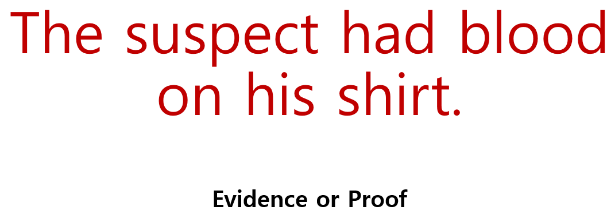 The suspect had blood
on his shirt.
Evidence or Proof